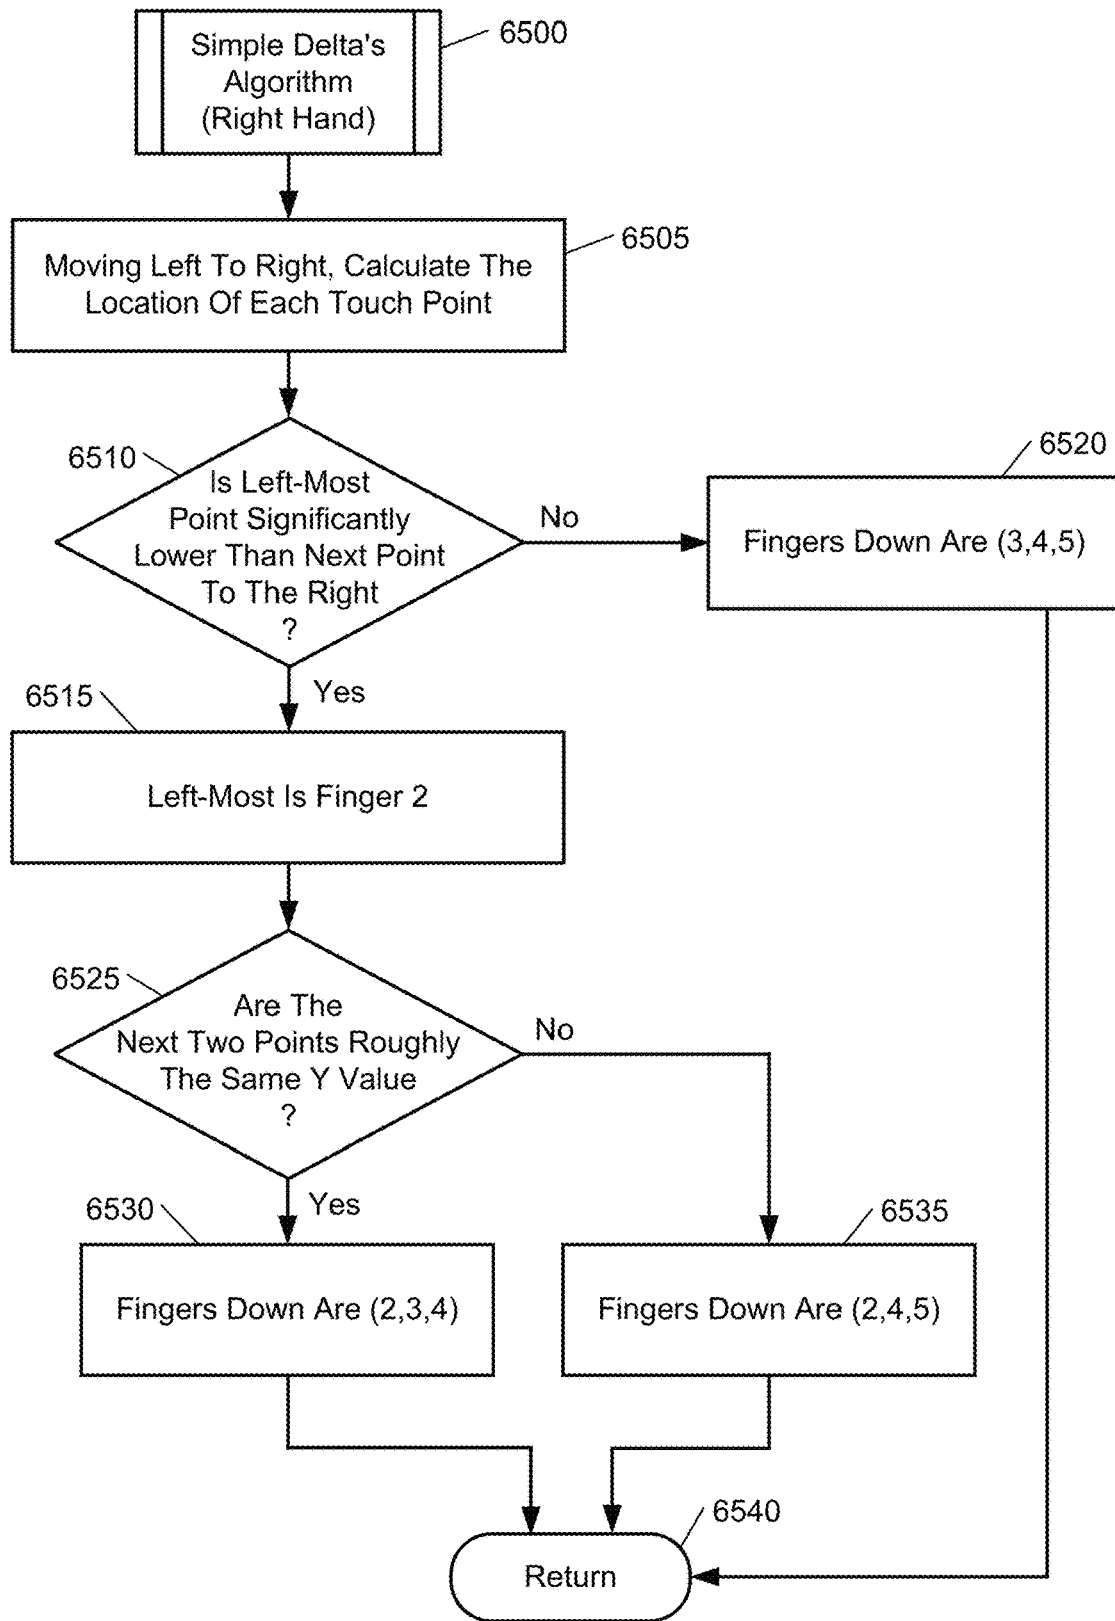 Simple Delta's
Algorithm
(Right Hand)
6500
6505
Moving Left To Right, Calculate The
Location Of Each Touch Point
6510
Is Left-Most
Point Significantly
Lower Than Next Point
To The Right
?
No
6520
Fingers Down Are (3,4,5)
Yes
6515
Left-Most Is Finger 2
6525
Are The
Next Two Points Roughly
The Same Y Value
?
No
Yes
6530
Fingers Down Are (2,3,4)
6535
Fingers Down Are (2,4,5)
6540
Return